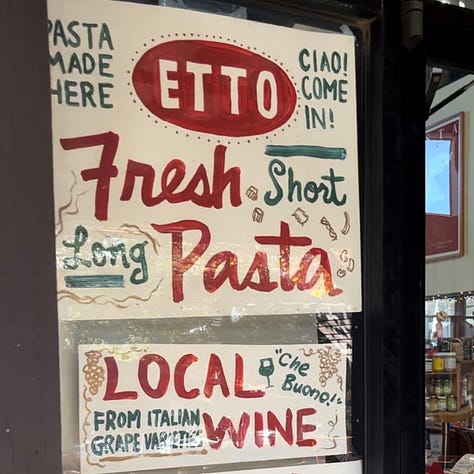 PASTA
MADE
HERE
ETTO
CIAO!
COME
IN!
Fresh
Short
Long
Pasta
LOCAL
"Che
Buono!"
FROM ITALIAN
GRAPE VARIETIES
WINE